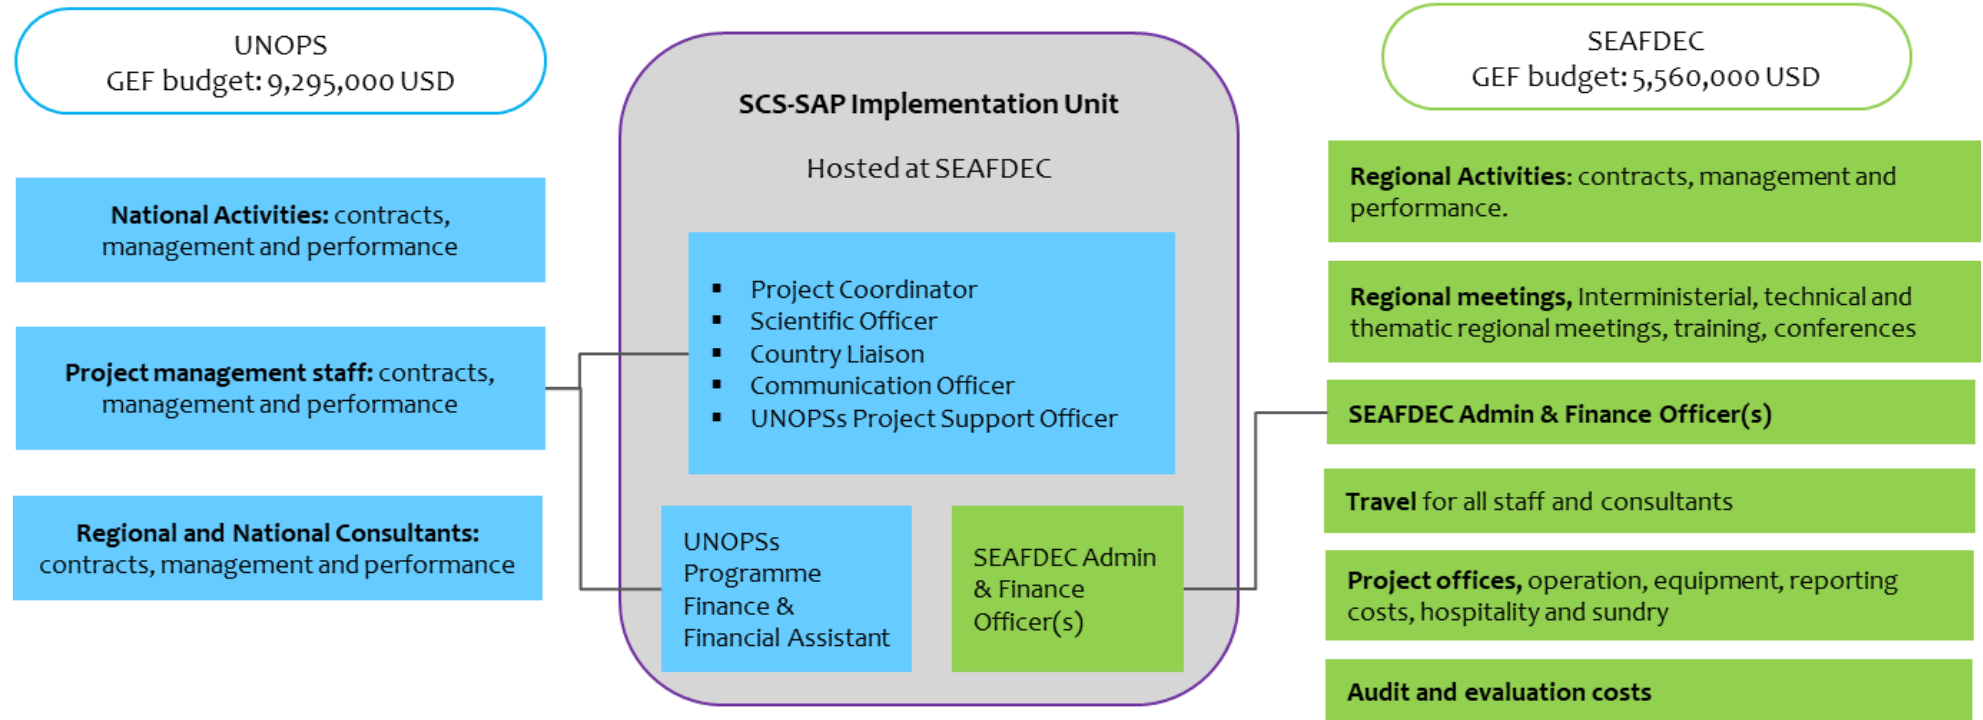 UNOPS
GEF budget: 9,295,000 USD
National Activities: contracts,
management and performance
Project management staff: contracts,
management and performance
Regional and National Consultants:
contracts, management and performance
SCS-SAP Implementation Unit
Hosted at SEAFDEC
▪ Project Coordinator
▪ Scientific Officer
▪ Country Liaison
▪ Communication Officer
▪ UNOPSs Project Support Officer
UNOPSs
Programme
Finance &
Financial Assistant
SEAFDEC Admin
& Finance
Officer(s)
SEAFDEC
GEF budget: 5,560,000 USD
Regional Activities: contracts, management and
performance.
Regional meetings, Interministerial, technical and
thematic regional meetings, training, conferences
SEAFDEC Admin & Finance Officer(s)
Travel for all staff and consultants
Project offices, operation, equipment, reporting
costs, hospitality and sundry
Audit and evaluation costs